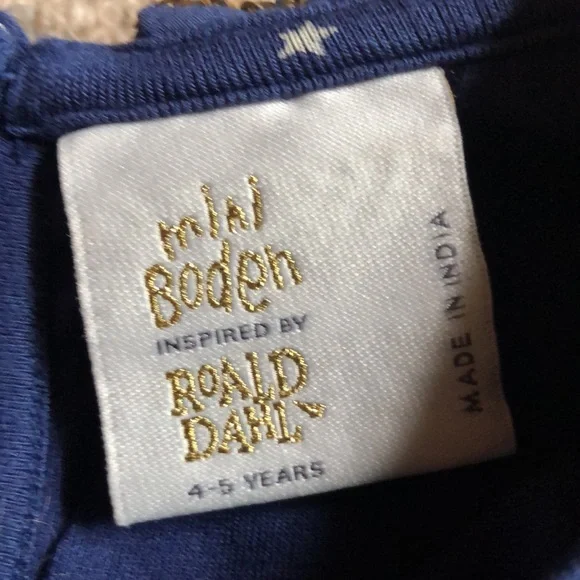 mini
Boden
INSPIRED BY
ROALD
DAHL
4-5 YEARS
MADE IN INDIA